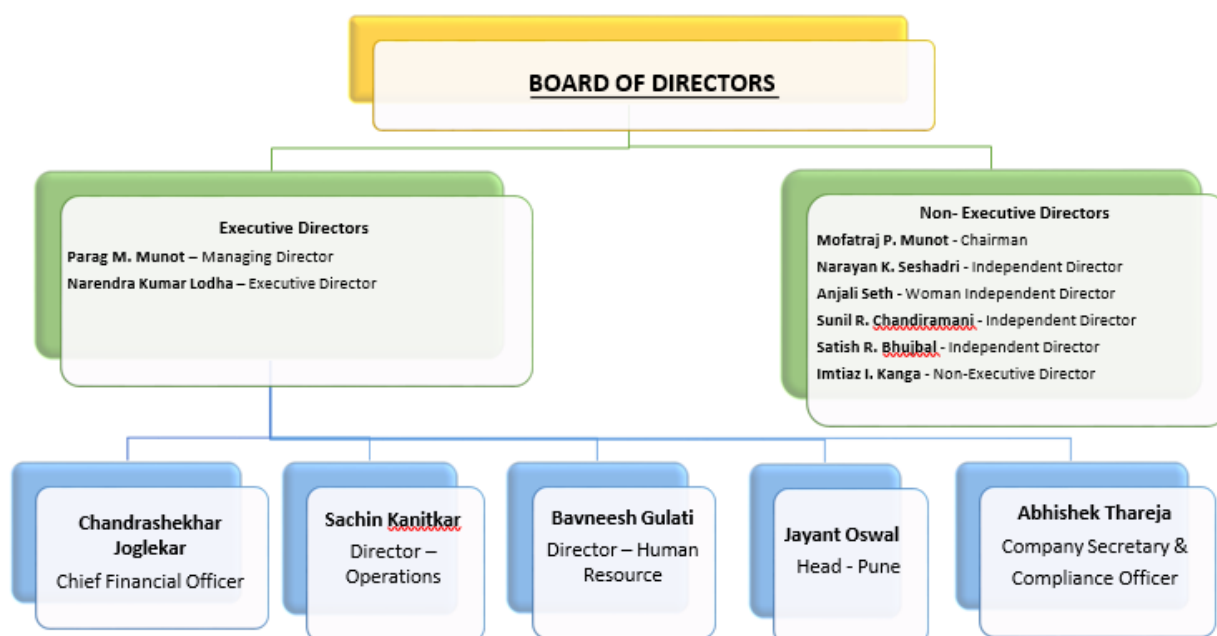 BOARD OF DIRECTORS
Executive Directors
Parag M. Munot – Managing Director
Narendra Kumar Lodha – Executive Director
Non- Executive Directors
Mofatraj P. Munot - Chairman
Narayan K. Seshadri - Independent Director
Anjali Seth - Woman Independent Director
Sunil R. Chandiramani - Independent Director
Satish R. Bhujbal - Independent Director
Imtiaz I. Kanga - Non-Executive Director
Chandrashekhar
Joglekar
Chief Financial Officer
Sachin Kanitkar
Director –
Operations
Bavneesh Gulati
Director – Human
Resource
Jayant Oswal
Head - Pune
Abhishek Thareja
Company Secretary &
Compliance Officer